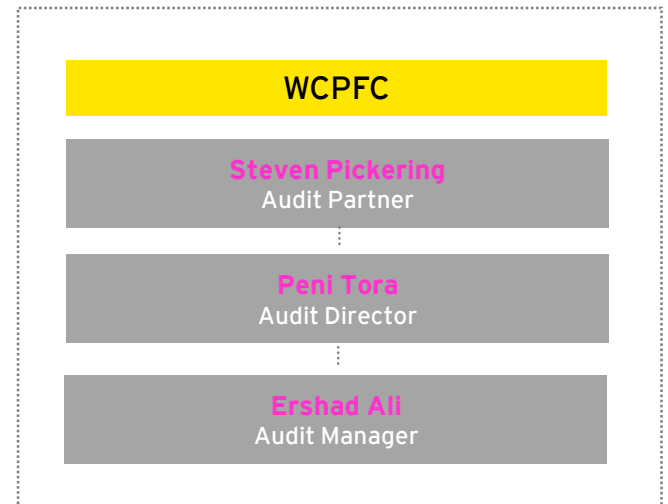 WCPFC
Steven Pickering
Audit Partner
Peni Tora
Audit Director
Ershad Ali
Audit Manager